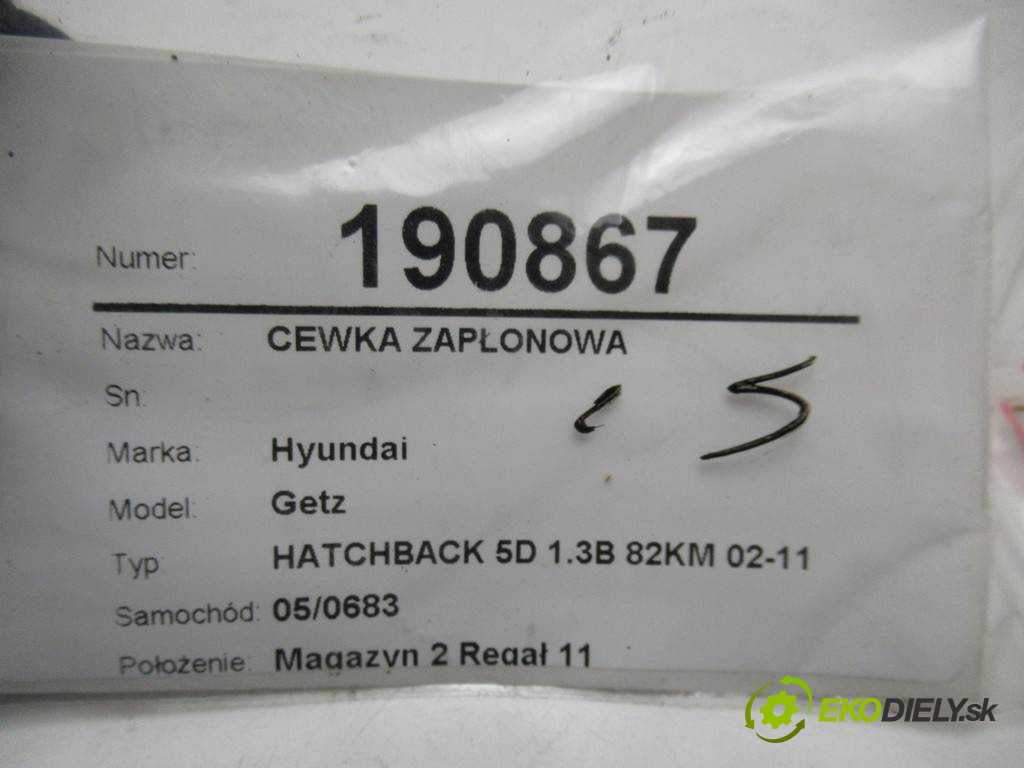 Numer: 190867
Nazwa: CEWKA ZAPŁONOWA
Sn:
Marka: Hyundai
Model: Getz
Typ: HATCHBACK 5D 1.3B 82KM 02-11
Samochód: 05/0683
Położenie: Magazyn 2 Regał 11
EKODIELY.sk